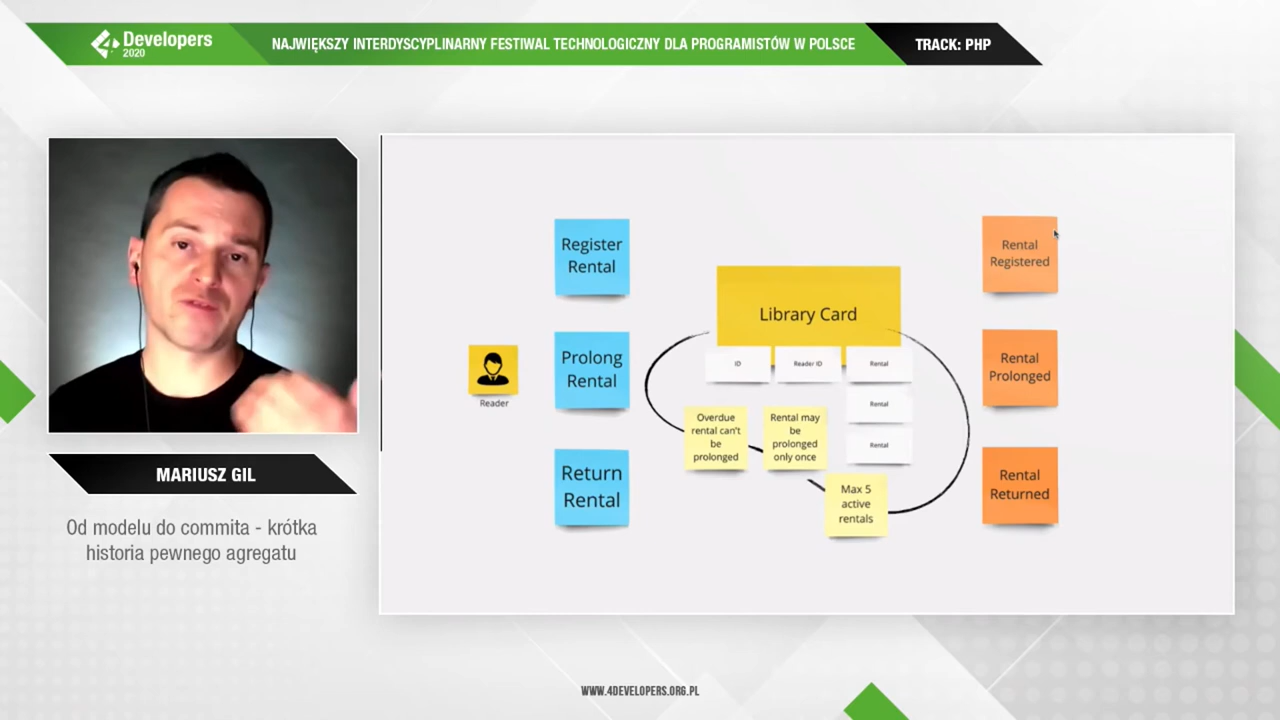 4Developers
2020
NAJWIĘKSZY INTERDYSCYPLINARNY FESTIWAL TECHNOLOGICZNY DLA PROGRAMISTÓW W POLSCE
TRACK: PHP
MARIUSZ GIL
Od modelu do commita - krótka
historia pewnego agregatu
Reader
Register
Rental
Prolong
Rental
Return
Rental
Library Card
ID
Reader ID
Rental
Rental
Rental
Overdue
rental can't
be
prolonged
Rental may
be
prolonged
only once
Max 5
active
rentals
Rental
Registered
Rental
Prolonged
Rental
Returned
WWW.4DEVELOPERS.ORG.PL